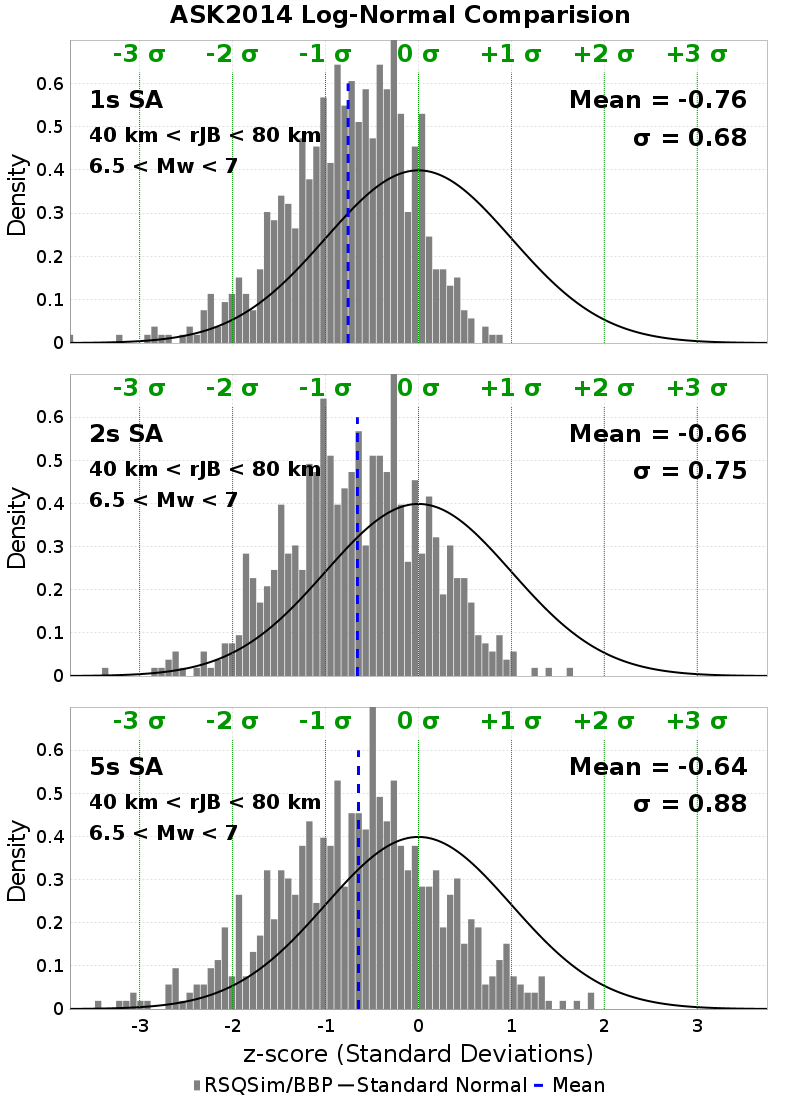 ASK2014 Log-Normal Comparision
-3 σ -2 σ -1 σ 0 σ +1 σ +2 σ +3 σ
1s SA
Mean = -0.76
40 km < rJB < 80 km
σ = 0.68
6.5 < Mw < 7
0.6
0.5
0.4
0.3
0.2
0.1
0
Density
-3 σ -2 σ -1 σ 0 σ +1 σ +2 σ +3 σ
2s SA
Mean = -0.66
40 km < rJB < 80 km
σ = 0.75
6.5 < Mw < 7
0.6
0.5
0.4
0.3
0.2
0.1
0
Density
-3 σ -2 σ -1 σ 0 σ +1 σ +2 σ +3 σ
5s SA
Mean = -0.64
40 km < rJB < 80 km
σ = 0.88
6.5 < Mw < 7
0.6
0.5
0.4
0.3
0.2
0.1
0
Density
-3 -2 -1 0 1 2 3
z-score (Standard Deviations)
RSQSim/BBP Standard Normal Mean